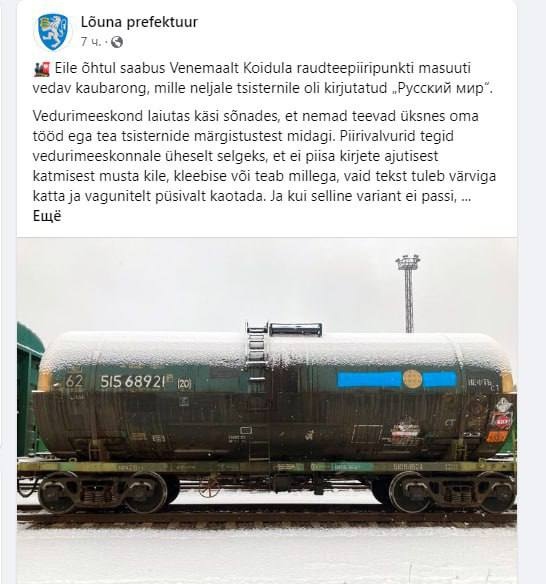 Lõuna prefektuur
7 ч. ·
Eile õhtul saabus Venemaalt Koidula raudteepiiripunkti masuuti
vedav kaubarong, mille neljale tsisternile oli kirjutatud „Русский мир“.
Vedurimeeskond laiutas käsi sõnades, et nemad teevad üksnes oma
tööd ega tea tsisternide märgistustest midagi. Piirivalvurid tegid
vedurimeeskonnale üheselt selgeks, et ei piisa kirjete ajutisest
katmisest musta kile, kleebise või teab millega, vaid tekst tuleb värviga
katta ja vagunitelt püsivalt kaotada. Ja kui selline variant ei passi, ...
Ещё
62 51568921 (20)
НЕФТЬ
СТ